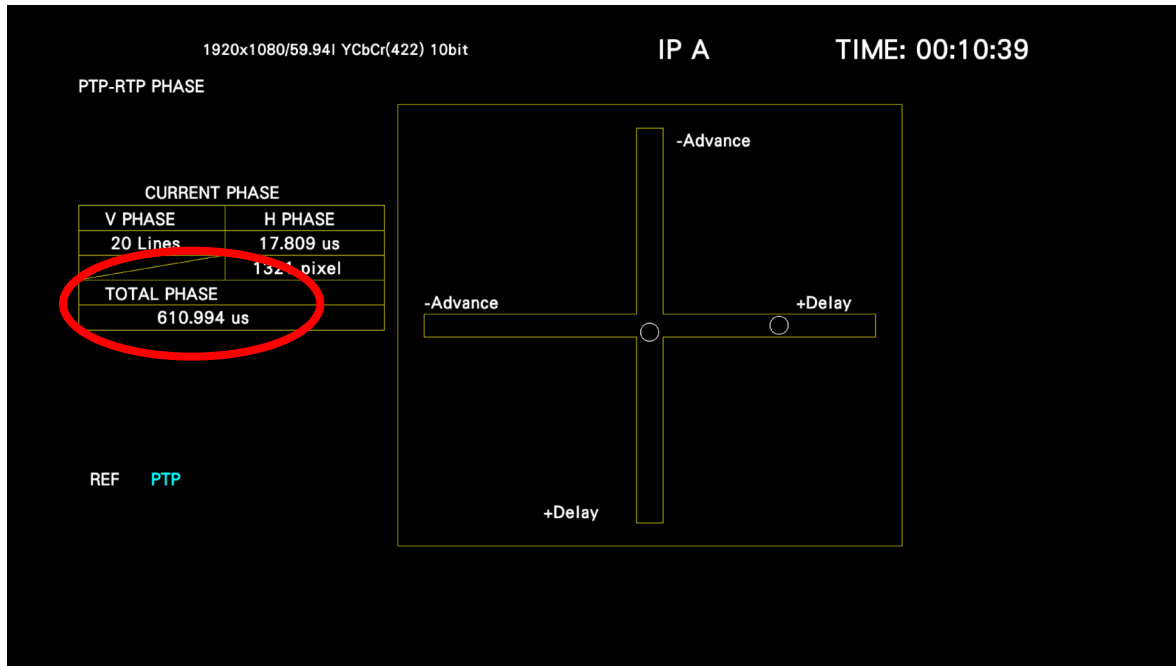 1920x1080/59.94I YCbCr(422) 10bit
IP A
TIME: 00:10:39
PTP-RTP PHASE
-Advance
CURRENT PHASE
V PHASE H PHASE
20 Lines 17.809 us
1321 pixel
TOTAL PHASE
610.994 us
-Advance
+Delay
REF PTP
+Delay